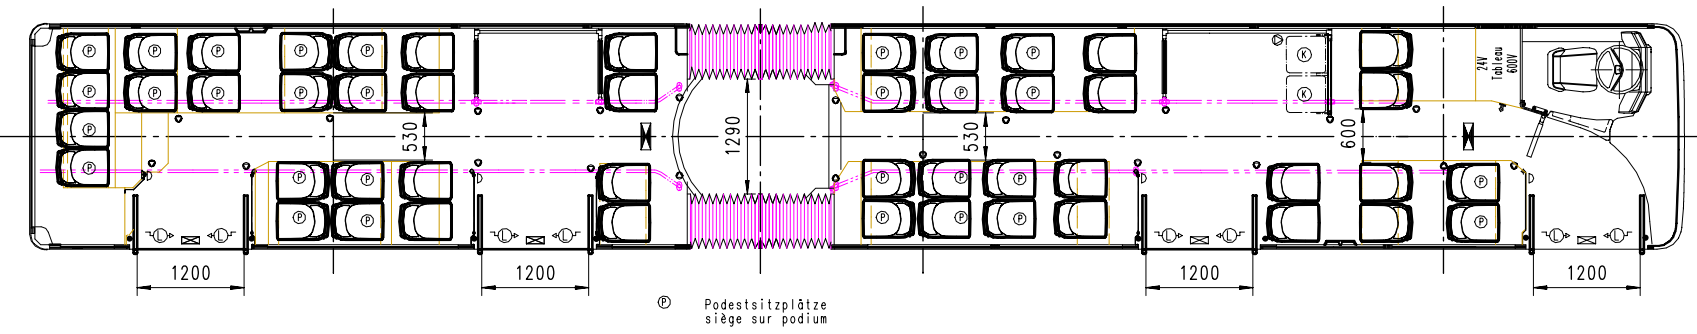 P P P P P P P P K
24V
Tableau
600V
P P P P P P P P K
P
530
1290
530
600
P P P P P P P
P P P P P P
L L L L L L L L
1200 1200 1200 1200
P Podestsitzplätze
siège sur podium